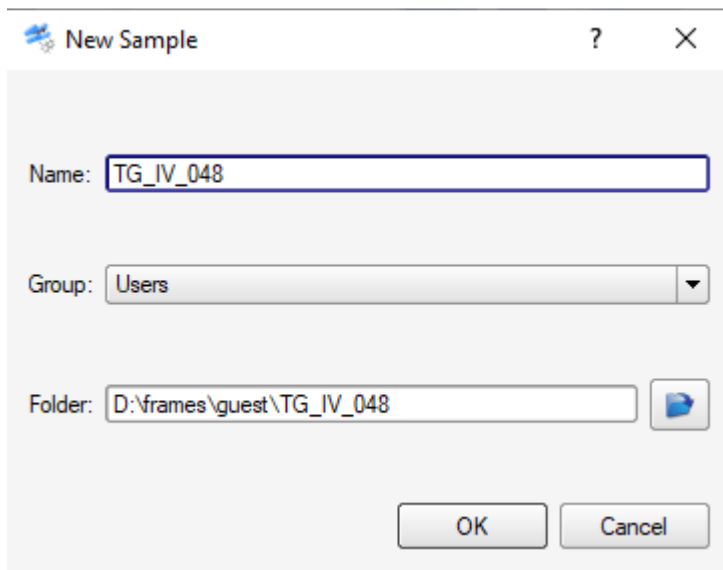 New Sample ?
Name: TG_IV_048
Group: Users
Folder: D:\frames\guest\TG_IV_048
OK Cancel